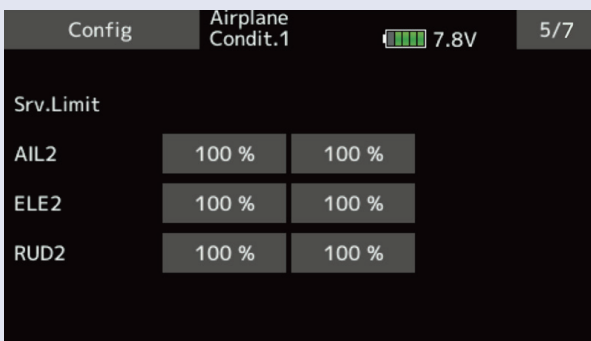 Config
Airplane
Condit.1
7.8V
5/7
Srv.Limit
AIL2 100 % 100 %
ELE2 100 % 100 %
RUD2 100 % 100 %